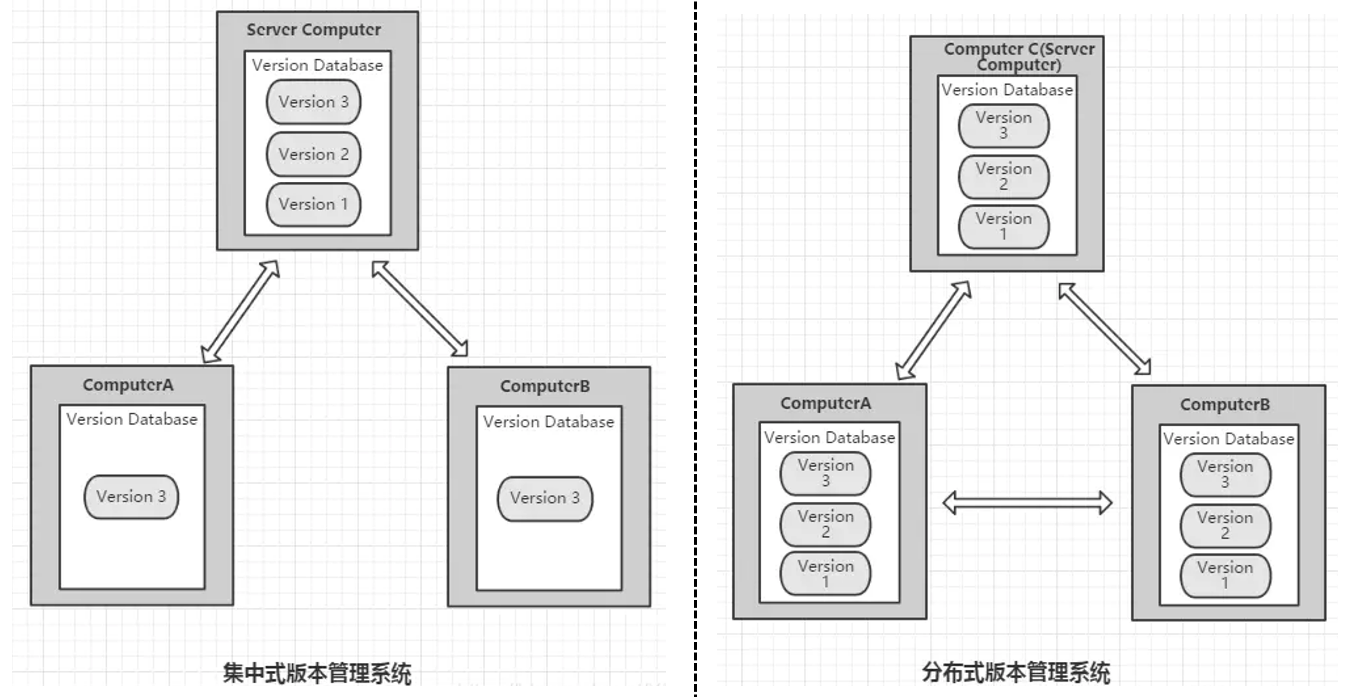 Server Computer
Version Database
Version 3
Version 2
Version 1
ComputerA
Version Database
Version 3
ComputerB
Version Database
Version 3
集中式版本管理系统
Computer C(Server
Computer)
Version Database
Version
3
Version
2
Version
1
ComputerA
Version Database
Version
3
Version
2
Version
1
ComputerB
Version Database
Version
3
Version
2
Version
1
分布式版本管理系统